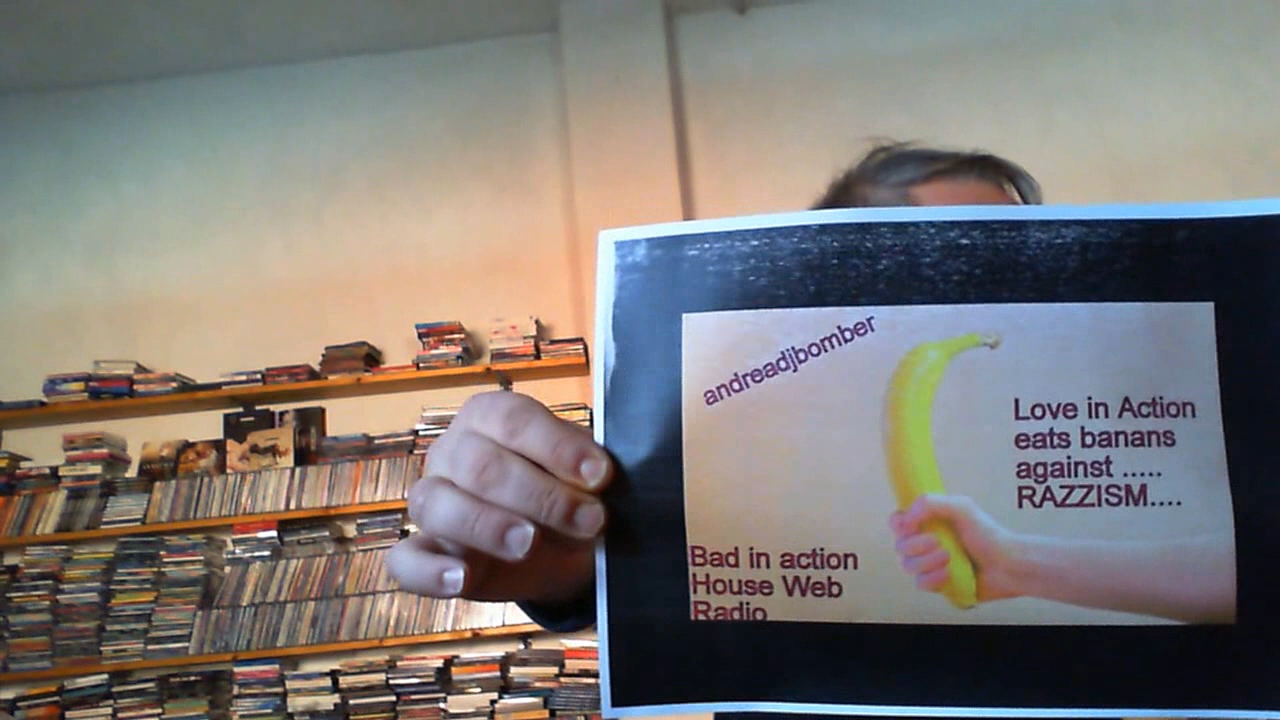 andreadjbomber
Love in Action
eats banans
against .....
RAZZISM....
Bad in action
House Web
Radio